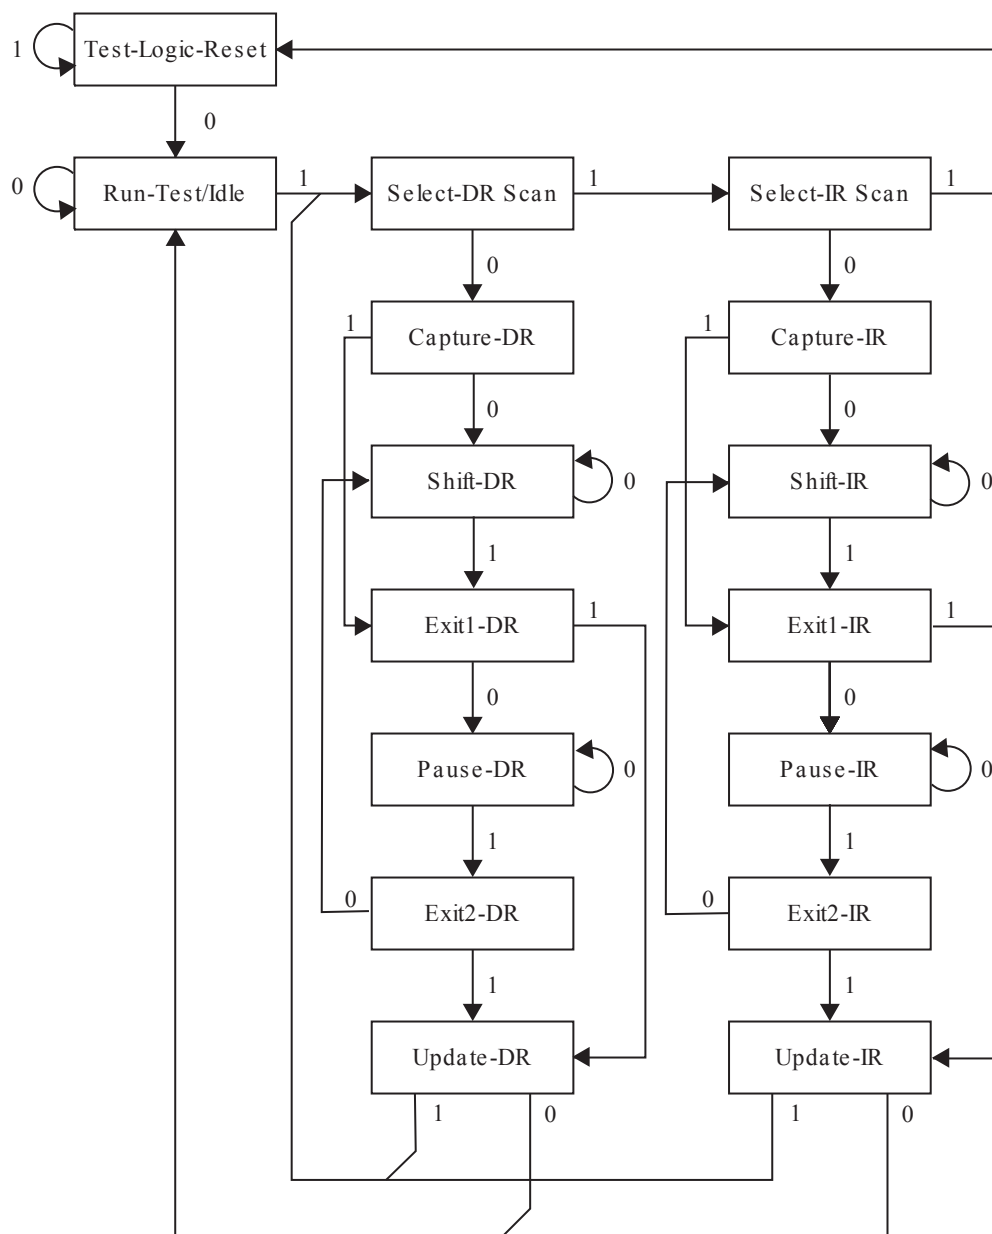 1 Test-Logic-Reset
0
0 Run-Test/Idle 1 Select-DR Scan 1 Select-IR Scan 1
0 0
1 Capture-DR 1 Capture-IR
0 0
Shift-DR 0 Shift-IR 0
1 1
Exit1-DR 1 Exit1-IR 1
0 0
Pause-DR 0 Pause-IR 0
1 1
0 Exit2-DR 0 Exit2-IR
1 1
Update-DR Update-IR
1 0 1 0